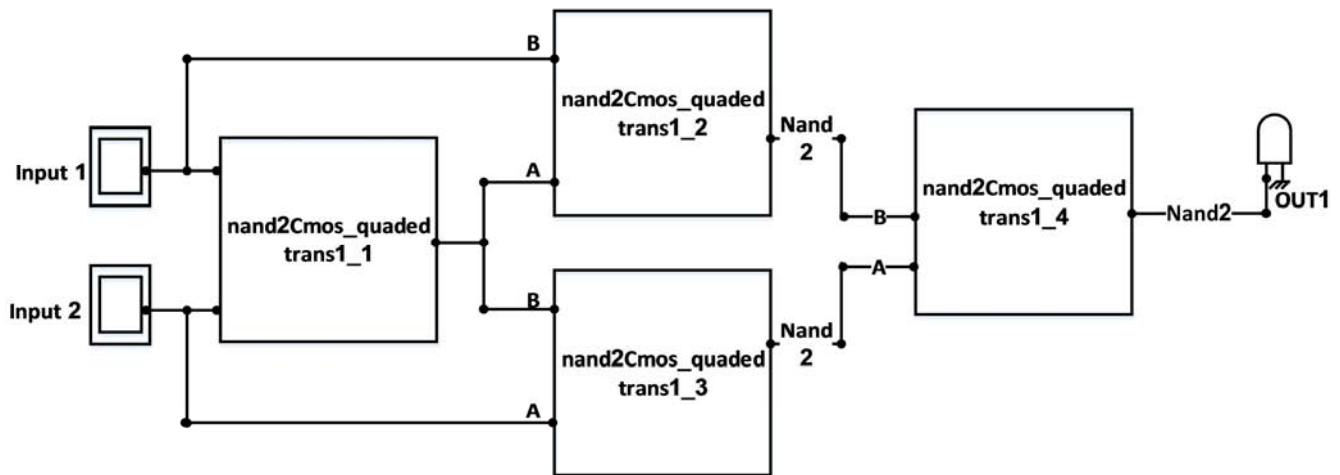 B
nand2Cmos_quaded
trans1_2
Nand
2
A
Input 1
nand2Cmos_quaded
trans1_1
Input 2
nand2Cmos_quaded
trans1_4
B
A
Nand2
OUT1
B
nand2Cmos_quaded
trans1_3
Nand
2
A